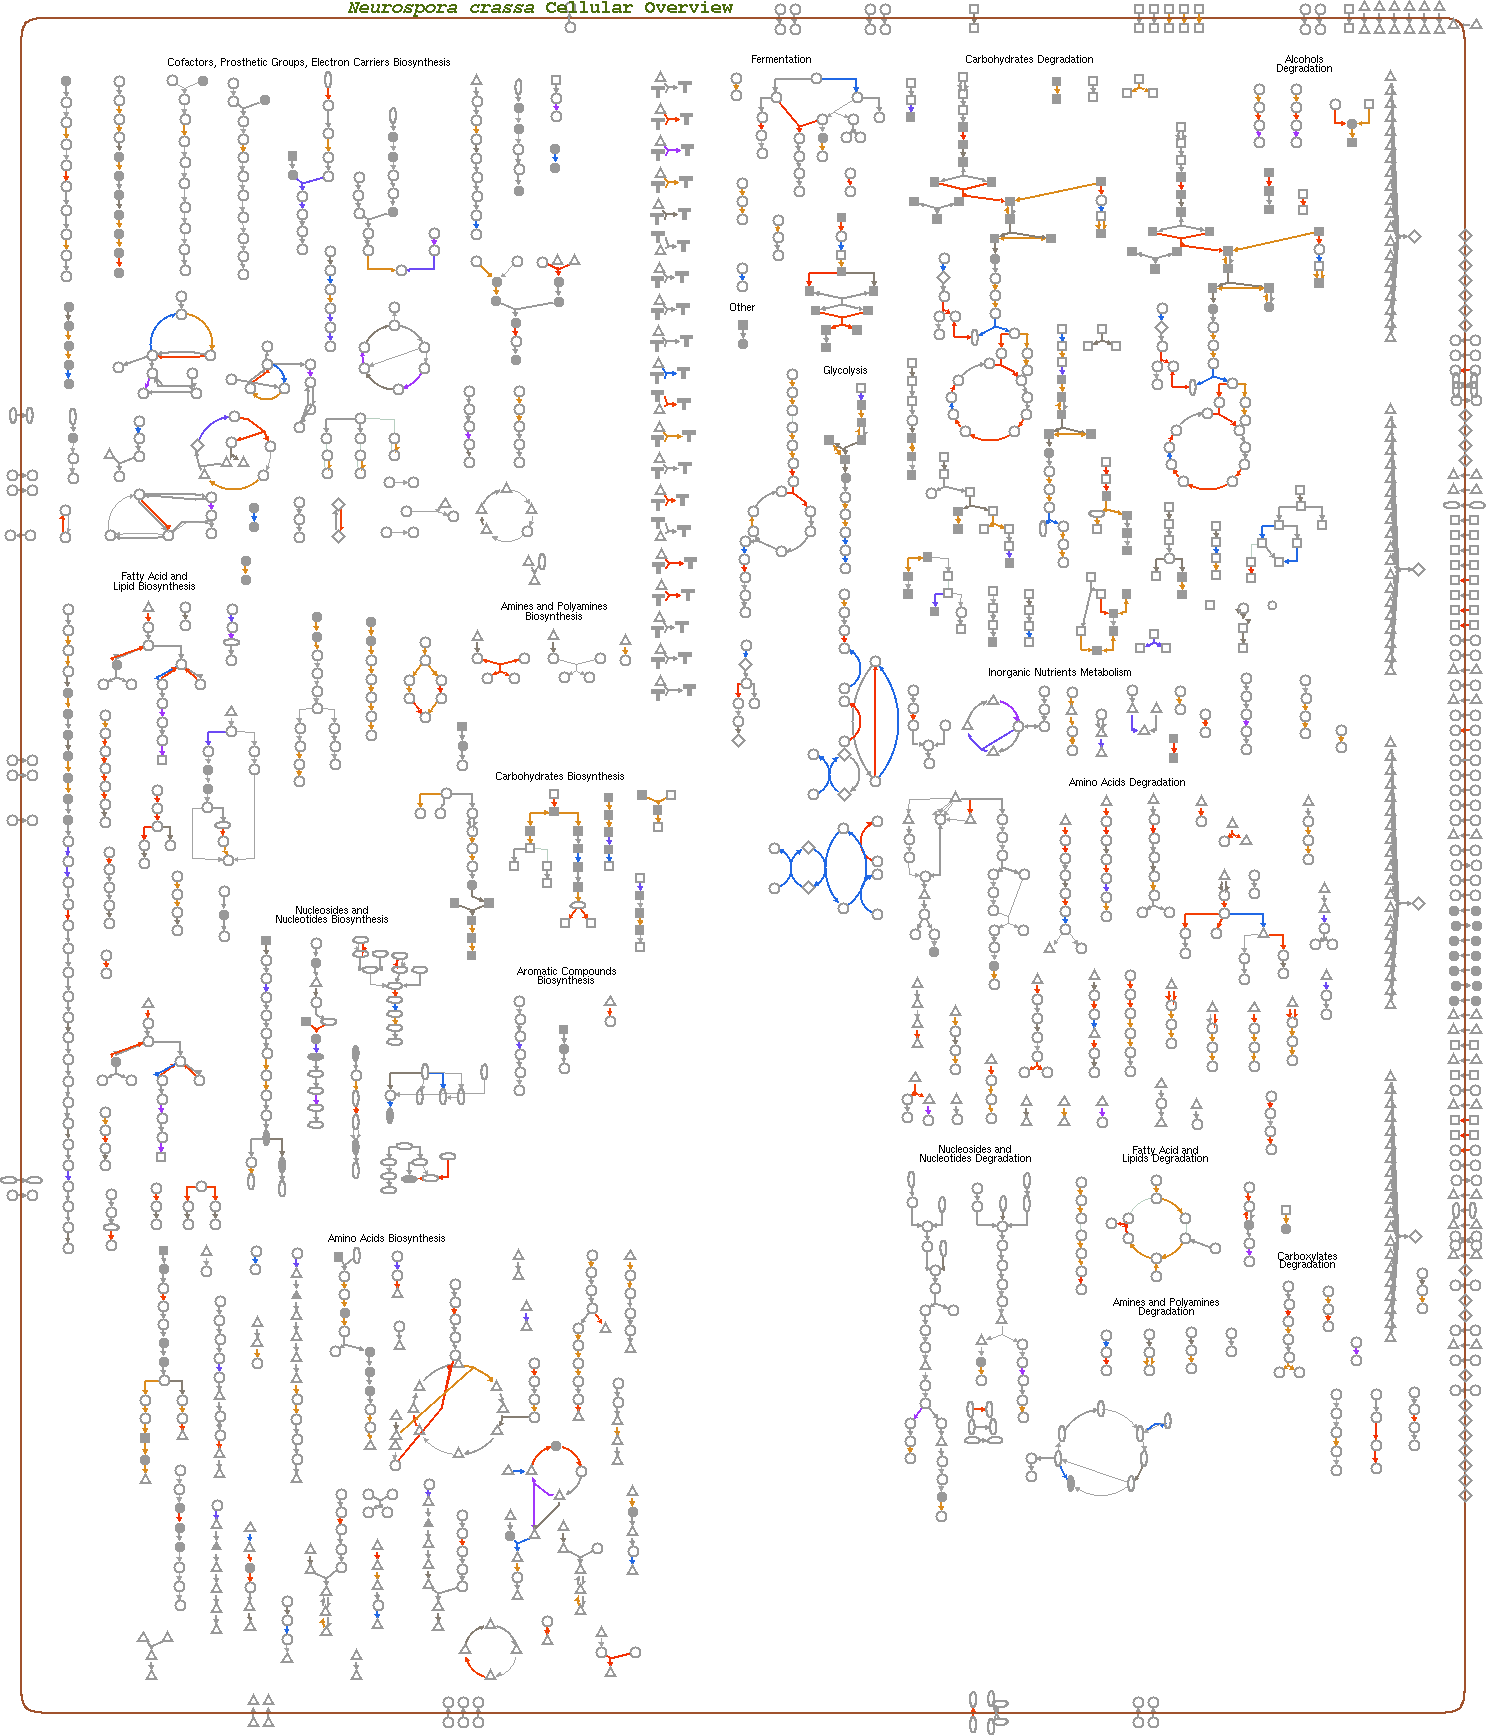 Neurospora crassa Cellular Overview
Cofactors, Prosthetic Groups, Electron Carriers Biosynthesis
Fermentation
Carbohydrates Degradation
Alcohols
Degradation
Other
Glycolysis
Fatty Acid and
Lipid Biosynthesis
Amines and Polyamines
Biosynthesis
Inorganic Nutrients Metabolism
Carbohydrates Biosynthesis
Amino Acids Degradation
Nucleosides and
Nucleotides Biosynthesis
Aromatic Compounds
Biosynthesis
Nucleosides and
Nucleotides Degradation
Fatty Acid and
Lipids Degradation
Amino Acids Biosynthesis
Carboxylates
Degradation
Amines and Polyamines
Degradation